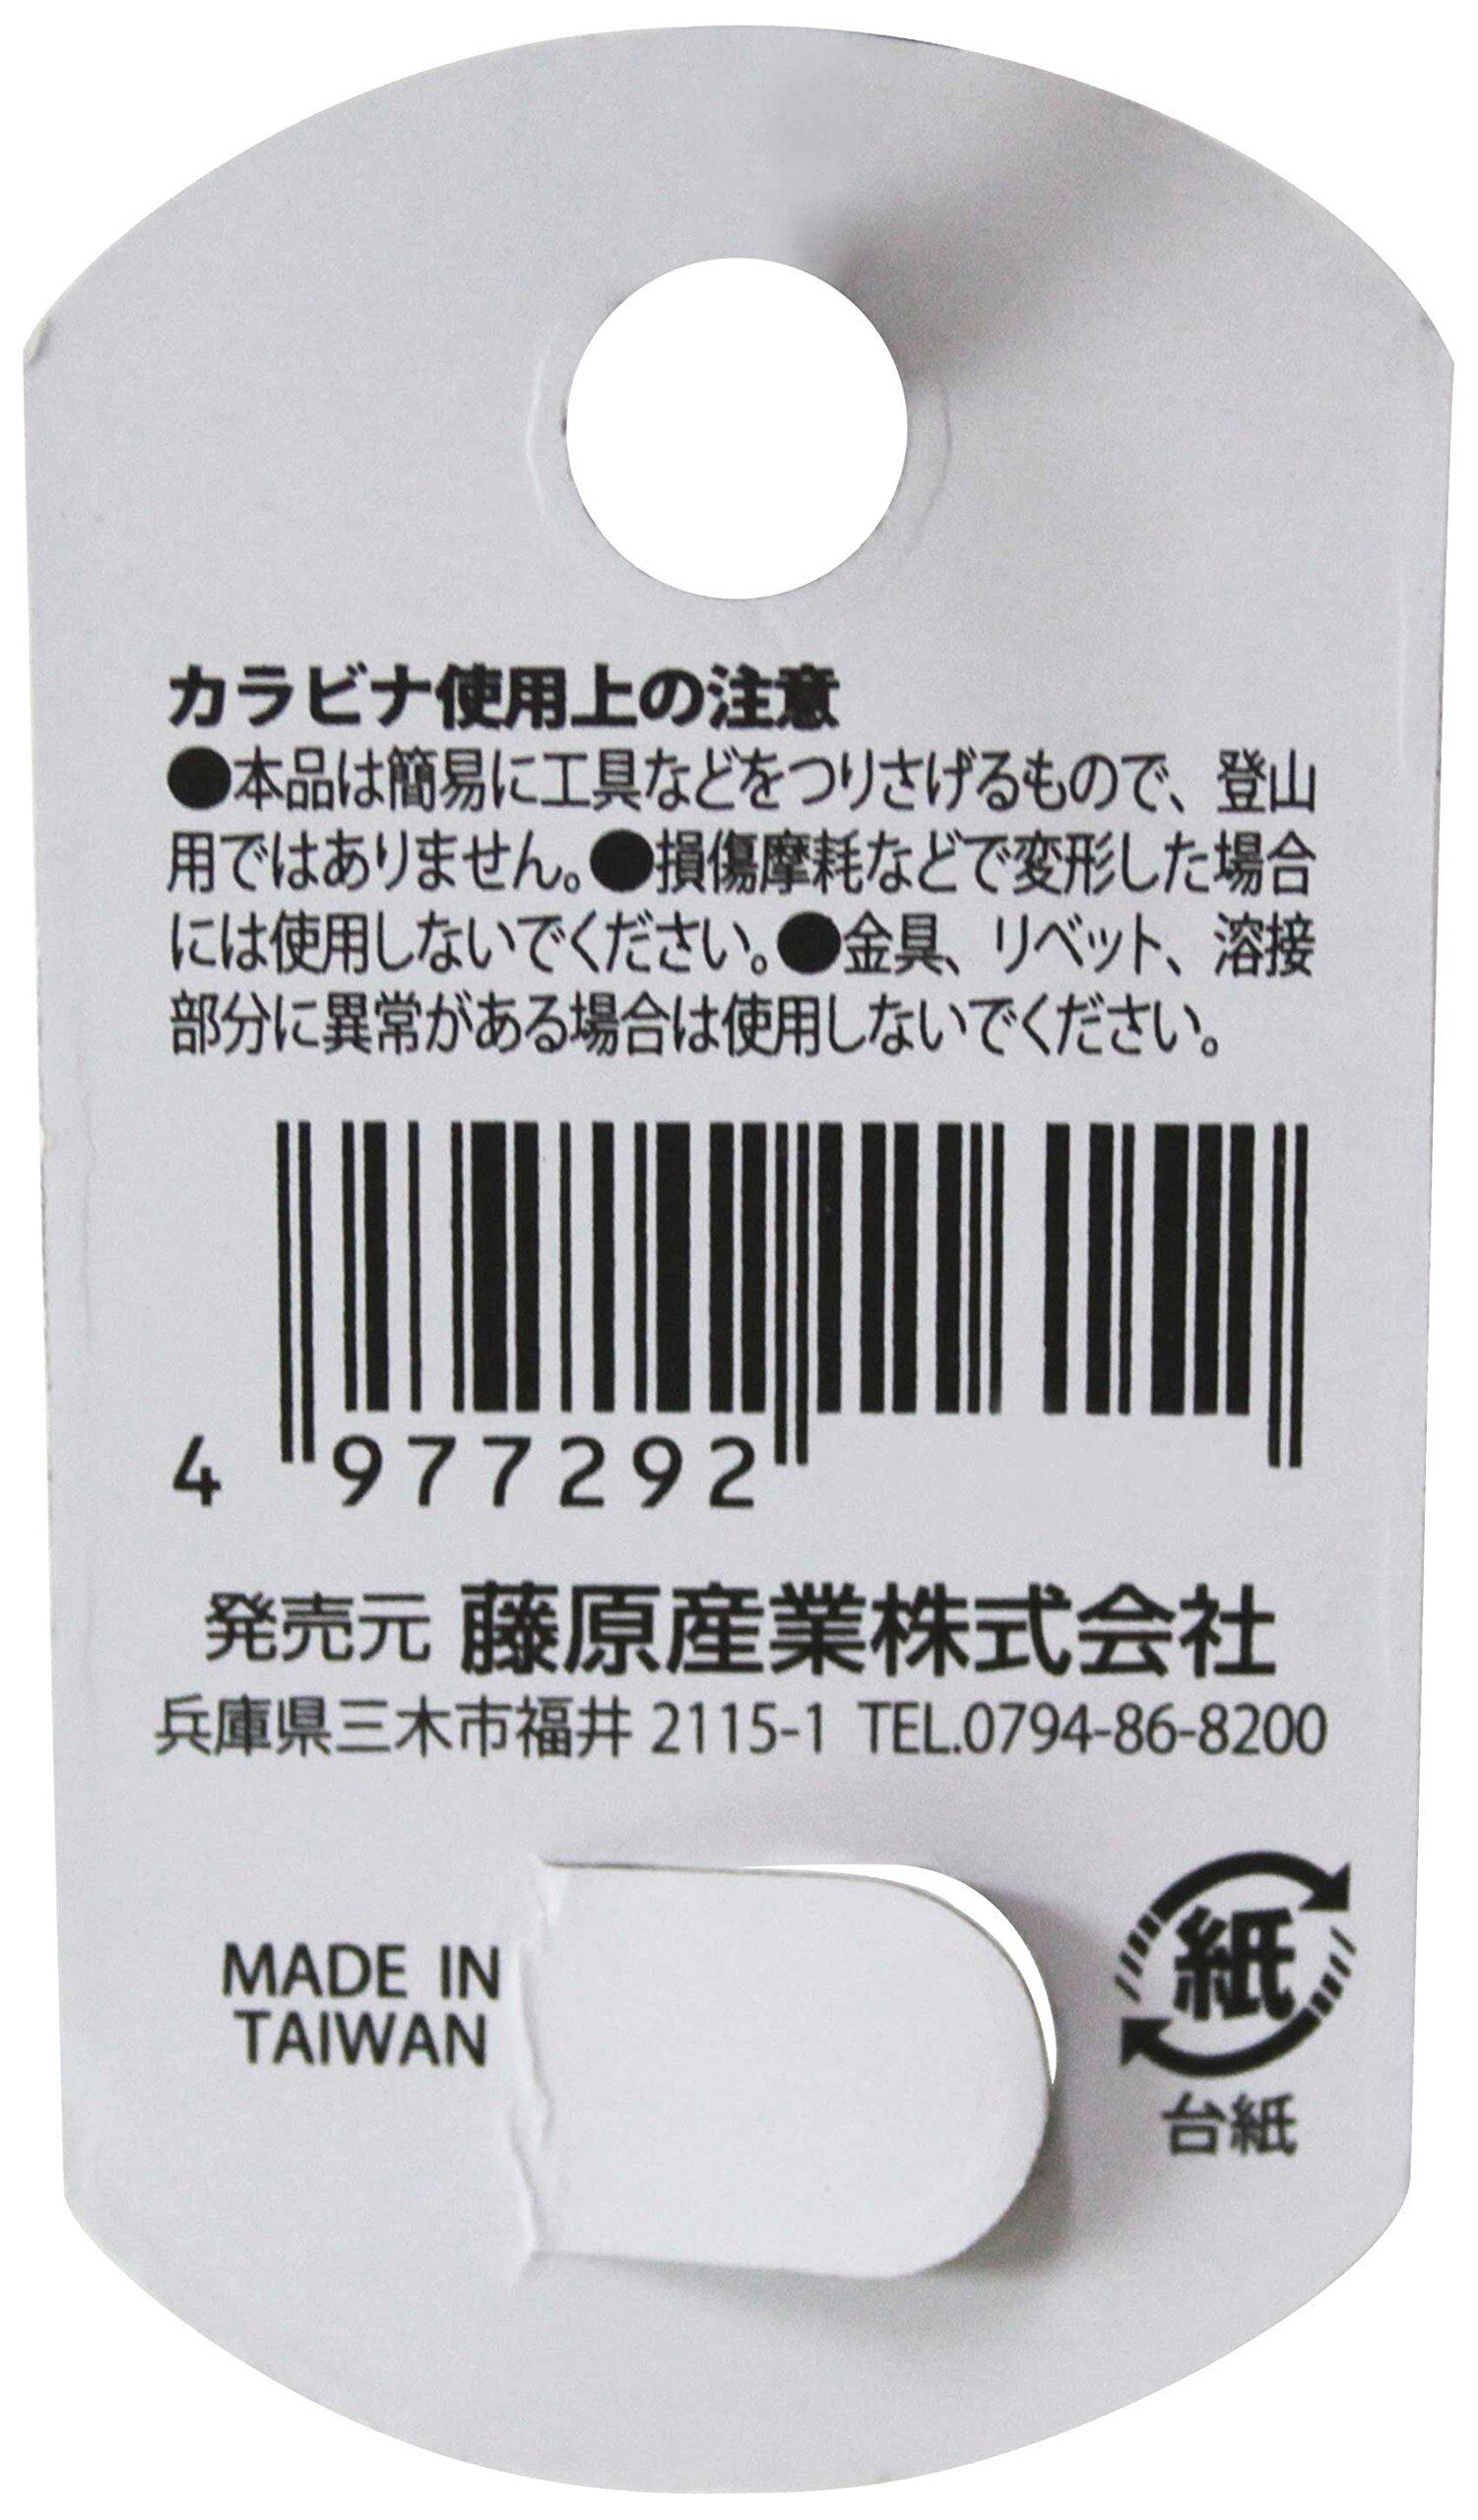 カラビナ使用上の注意
●本品は簡易に工具などをつりさげるもので、登山
用ではありません。●損傷摩耗などで変形した場合
には使用しないでください。●金具、リベット、溶接
部分に異常がある場合は使用しないでください。
4 977292
発売元 藤原産業株式会社
兵庫県三木市福井 2115-1 TEL.0794-86-8200
MADE IN
TAIWAN
紙
台紙